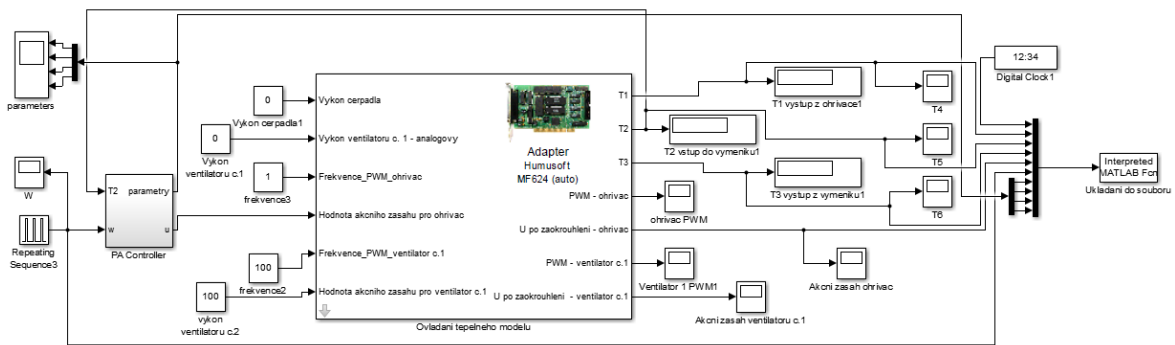 parameters
W
Repeating
Sequence3
T2
w
parametry
u
PA Controller
0
Vykon cerpadla1
0
Vykon
ventilatoru c.1
1
frekvence3
100
frekvence2
100
vykon
ventilatoru c.2
Vykon cerpadla
Vykon ventilatoru c. 1 - analogovy
Frekvence_PWM_ohrivac
Hodnota akcniho zasahu pro ohrivac
Frekvence_PWM_ventilator c.1
Hodnota akcniho zasahu pro ventilator c.1
Adapter
Humusoft
MF624 (auto)
T1
T2
T3
PWM - ohrivac
U po zaokrouhleni - ohrivac
PWM - ventilator c.1
U po zaokrouhleni - ventilator c.1
Ovladani tepelneho modelu
T1 vystup z ohrivace1
T2 vstup do vymeniku1
T3 vystup z vymeniku1
ohrivac PWM
Ventilator 1 PWM1
Akcni zasah ventilatoru c.1
Akcni zasah ohrivac
T4
T5
T6
12:34
Digital Clock1
Interpreted
MATLAB Fcn
Ukladani do souboru